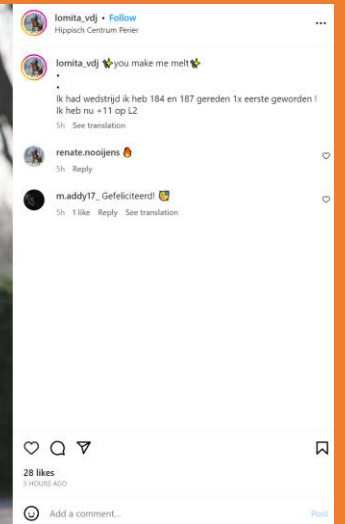 lomita_vdj • Follow
Hippisch Centrum Perier
lomita_vdj ✨you make me melt✨
•
•
Ik had wedstrijd ik heb 184 en 187 gereden 1x eerste geworden !
Ik heb nu +11 op L2
5h See translation
renate.nooijens 🔥
5h Reply
m.addy17_ Gefeliciteerd! 🥳
5h 1 like Reply See translation
28 likes
5 HOURS AGO
Add a comment...
Post